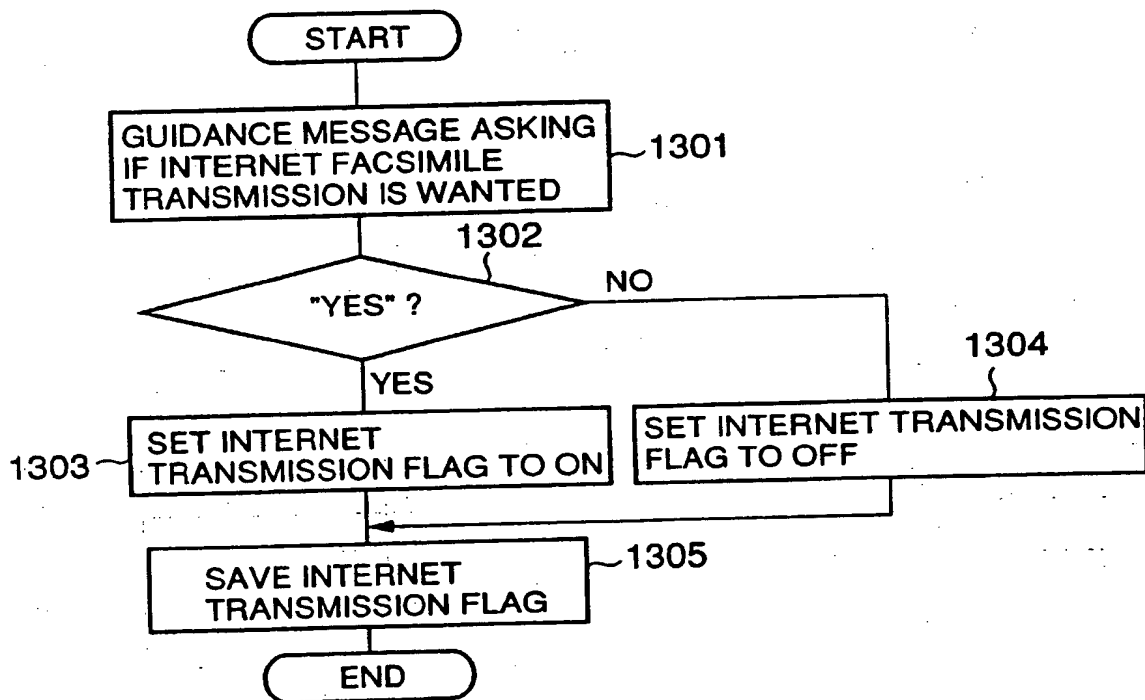 START
GUIDANCE MESSAGE ASKING
IF INTERNET FACSIMILE
TRANSMISSION IS WANTED
1301
1302
"YES" ?
NO
YES
1304
SET INTERNET
TRANSMISSION FLAG TO ON
1303
SET INTERNET TRANSMISSION
FLAG TO OFF
SAVE INTERNET
TRANSMISSION FLAG
1305
END